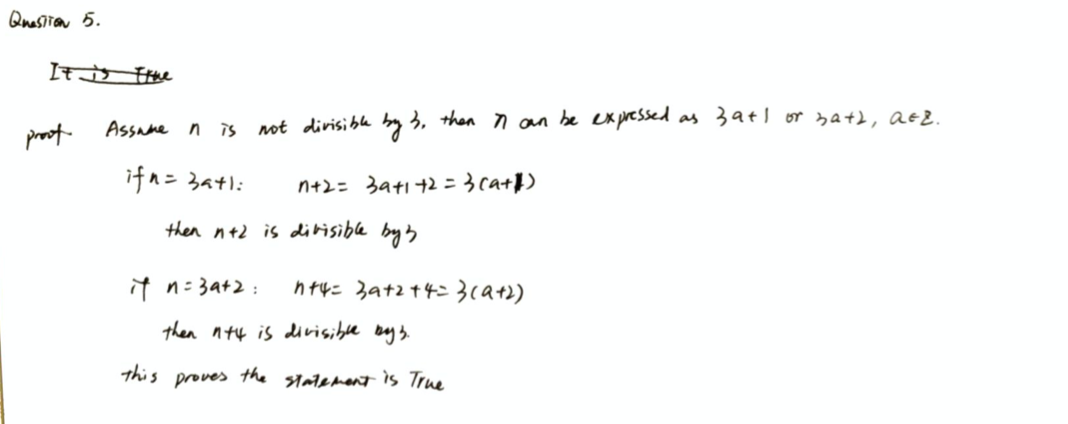 Question 5.
It is True
proof Assume n is not divisible by 3, then n can be expressed as 3a+1 or 3a+2, a∈Z.
if n = 3a+1: n+2 = 3a+1+2 = 3(a+1)
then n+2 is divisible by 3
if n = 3a+2: n+4 = 3a+2+4 = 3(a+2)
then n+4 is divisible by 3.
this proves the statement is True